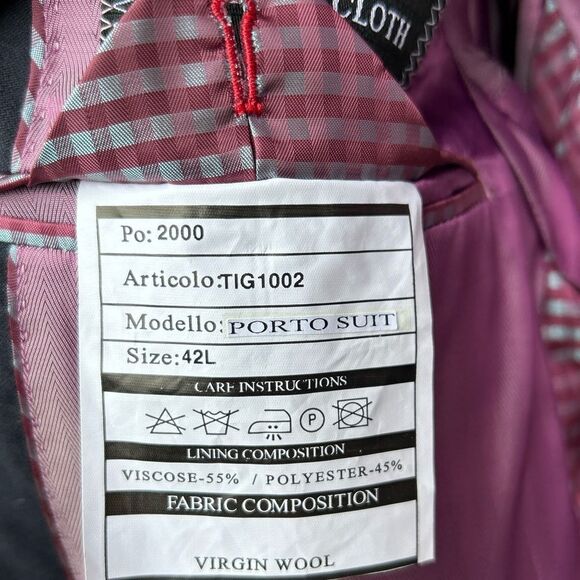 CLOTH
Po: 2000
Articolo:TIG1002
Modello: PORTO SUIT
Size: 42L
CARE INSTRUCTIONS
P
LINING COMPOSITION
VISCOSE-55% / POLYESTER-45%
FABRIC COMPOSITION
VIRGIN WOOL